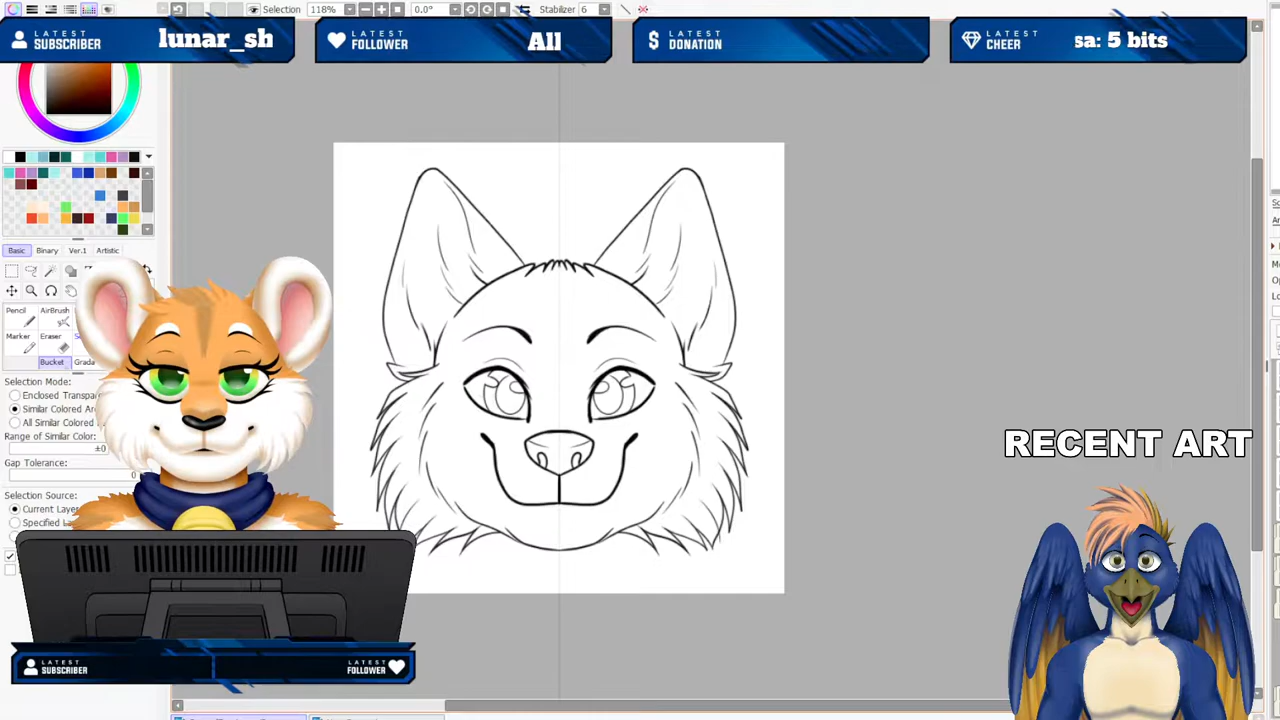 Selection
118%
0.0°
Stabilizer
6
LATEST
SUBSCRIBER
lunar_sh
LATEST
FOLLOWER
All
LATEST
DONATION
LATEST
CHEER
sa: 5 bits
Basic
Binary
Ver.1
Artistic
Pencil
AirBrush
Marker
Eraser
Bucket
Grada
Selection Mode:
Enclosed Transpa
Similar Colored Ar
All Similar Colored
Range of Similar Color:
±0
Gap Tolerance:
0
Selection Source:
Current Layer
Specified La
RECENT ART
LATEST
SUBSCRIBER
LATEST
FOLLOWER